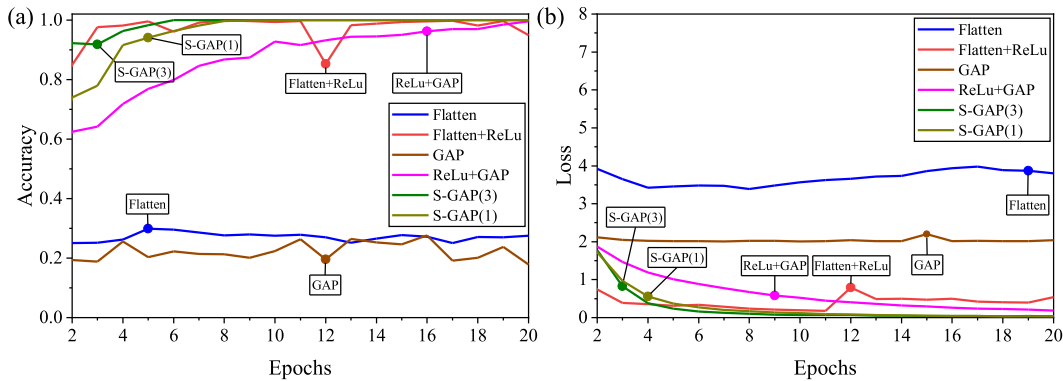 (a)
1.0
0.8
0.6
0.4
0.2
0.0
Accuracy
2 4 6 8 10 12 14 16 18 20
Epochs
S-GAP(3)
S-GAP(1)
Flatten+ReLu
ReLu+GAP
Flatten
GAP
Flatten
Flatten+ReLu
GAP
ReLu+GAP
S-GAP(3)
S-GAP(1)
(b)
8
7
6
5
4
3
2
1
0
Loss
2 4 6 8 10 12 14 16 18 20
Epochs
Flatten
Flatten+ReLu
GAP
ReLu+GAP
S-GAP(3)
S-GAP(1)
Flatten
S-GAP(3)
S-GAP(1)
ReLu+GAP
Flatten+ReLu
GAP